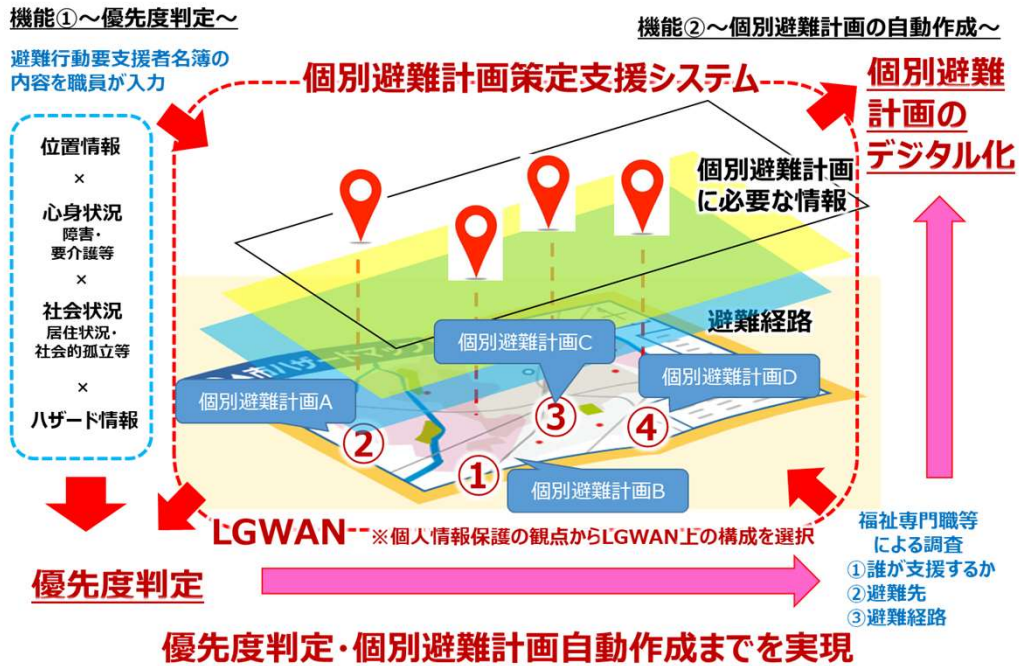 機能①～優先度判定～
避難行動要支援者名簿の
内容を職員が入力
位置情報
×
心身状況
障害・
要介護等
×
社会状況
居住状況・
社会的孤立等
×
ハザード情報
優先度判定
個別避難計画策定支援システム
個別避難計画
に必要な情報
避難経路
市ハザードマップ
個別避難計画A
個別避難計画C
個別避難計画D
個別避難計画B
②
①
③
④
LGWAN ※個人情報保護の観点からLGWAN上の構成を選択
機能②～個別避難計画の自動作成～
個別避難
計画の
デジタル化
福祉専門職等
による調査
①誰が支援するか
②避難先
③避難経路
優先度判定・個別避難計画自動作成までを実現